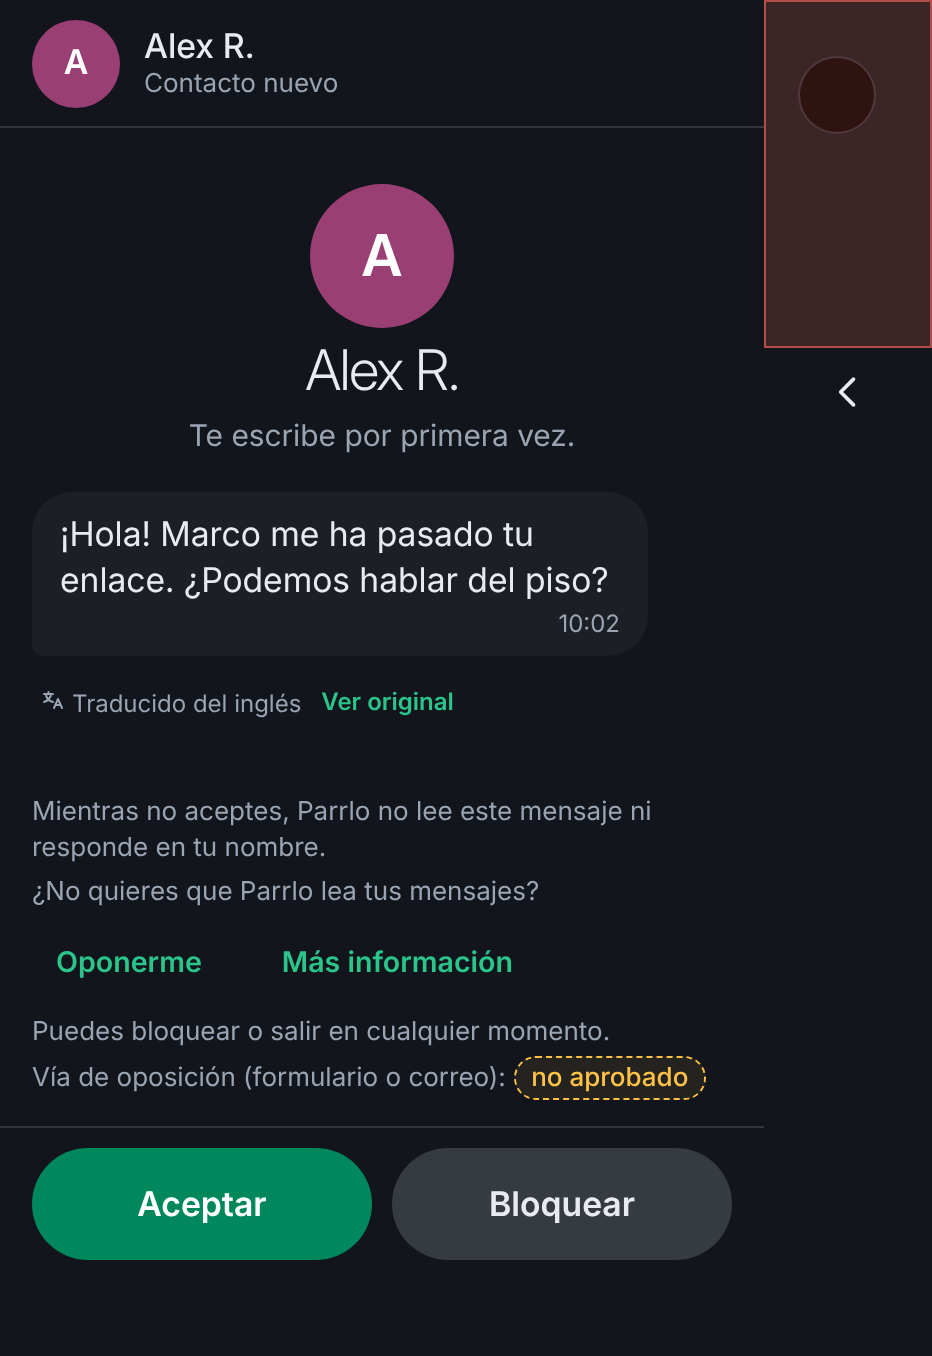 A
Alex R.
Contacto nuevo
A
Alex R.
Te escribe por primera vez.
¡Hola! Marco me ha pasado tu
enlace. ¿Podemos hablar del piso?
10:02
Traducido del inglés Ver original
Mientras no aceptes, Parrlo no lee este mensaje ni
responde en tu nombre.
¿No quieres que Parrlo lea tus mensajes?
Oponerme Más información
Puedes bloquear o salir en cualquier momento.
Vía de oposición (formulario o correo): no aprobado
Aceptar Bloquear